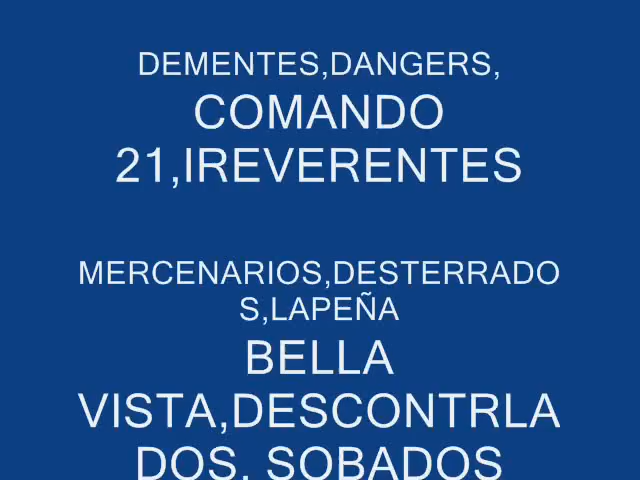 DEMENTES,DANGERS,
COMANDO
21,IREVERENTES
MERCENARIOS,DESTERRADO
S,LAPEÑA
BELLA
VISTA,DESCONTRLA
DOS, SOBADOS